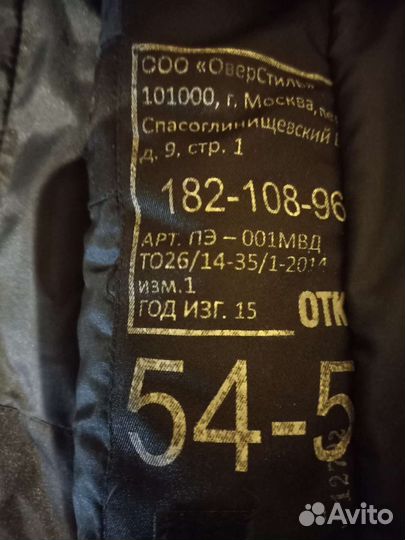 ООО «ОверСтиль»
101000, г. Москва, пе
Спасоглинищевский
д. 9, стр. 1
182-108-96
АРТ. ПЭ – 001МВД
ТО26/14-35/1-2014
изм.1
ГОД ИЗГ. 15
ОТК
54-5
Avito